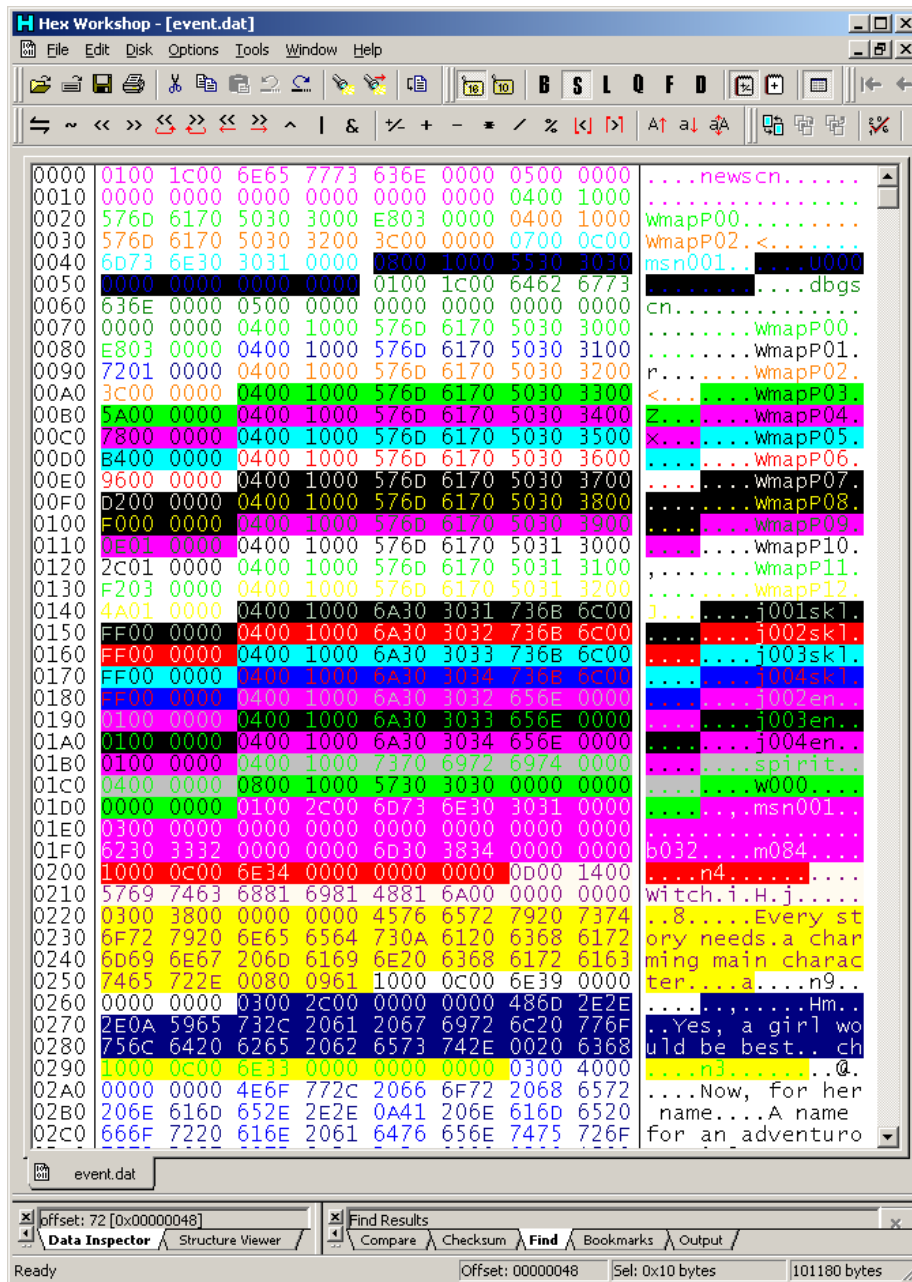 Hex Workshop - [event.dat]
File Edit Disk Options Tools Window Help
B S L Q F D
0000 0100 1C00 6E65 7773 636E 0000 0500 0000 ....newscn......
0010 0000 0000 0000 0000 0000 0000 0400 1000 ................
0020 576D 6170 5030 3000 E803 0000 0400 1000 WmapP00.........
0030 576D 6170 5030 3200 3C00 0000 0700 0C00 WmapP02.<.......
0040 6D73 6E30 3031 0000 0800 1000 5530 3030 msn001......U000
0050 0000 0000 0000 0000 0100 1C00 6462 6773 ............dbgs
0060 636E 0000 0500 0000 0000 0000 0000 0000 cn..............
0070 0000 0000 0400 1000 576D 6170 5030 3000 ........WmapP00.
0080 E803 0000 0400 1000 576D 6170 5030 3100 ........WmapP01.
0090 7201 0000 0400 1000 576D 6170 5030 3200 r.......WmapP02.
00A0 3C00 0000 0400 1000 576D 6170 5030 3300 <.......WmapP03.
00B0 5A00 0000 0400 1000 576D 6170 5030 3400 Z.......WmapP04.
00C0 7800 0000 0400 1000 576D 6170 5030 3500 x.......WmapP05.
00D0 B400 0000 0400 1000 576D 6170 5030 3600 ........WmapP06.
00E0 9600 0000 0400 1000 576D 6170 5030 3700 ........WmapP07.
00F0 D200 0000 0400 1000 576D 6170 5030 3800 ........WmapP08.
0100 F000 0000 0400 1000 576D 6170 5030 3900 ........WmapP09.
0110 0E01 0000 0400 1000 576D 6170 5031 3000 ........WmapP10.
0120 2C01 0000 0400 1000 576D 6170 5031 3100 ,.......WmapP11.
0130 F203 0000 0400 1000 576D 6170 5031 3200 ........WmapP12.
0140 4A01 0000 0400 1000 6A30 3031 736B 6C00 J.......j001skl.
0150 FF00 0000 0400 1000 6A30 3032 736B 6C00 ........j002skl.
0160 FF00 0000 0400 1000 6A30 3033 736B 6C00 ........j003skl.
0170 FF00 0000 0400 1000 6A30 3034 736B 6C00 ........j004skl.
0180 FF00 0000 0400 1000 6A30 3032 656E 0000 ........j002en..
0190 0100 0000 0400 1000 6A30 3033 656E 0000 ........j003en..
01A0 0100 0000 0400 1000 6A30 3034 656E 0000 ........j004en..
01B0 0100 0000 0400 1000 7370 6972 6974 0000 ........spirit..
01C0 0400 0000 0800 1000 5730 3030 0000 0000 ........W000....
01D0 0000 0000 0100 2C00 6D73 6E30 3031 0000 ......,.msn001..
01E0 0300 0000 0000 0000 0000 0000 0000 0000 ................
01F0 6230 3332 0000 0000 6D30 3834 0000 0000 b032....m084....
0200 1000 0C00 6E34 0000 0000 0000 0D00 1400 ....n4..........
0210 5769 7463 6881 6981 4881 6A00 0000 0000 Witch.i.H.j.....
0220 0300 3800 0000 0000 4576 6572 7920 7374 ..8.....Every st
0230 6F72 7920 6E65 6564 730A 6120 6368 6172 ory needs.a char
0240 6D69 6E67 206D 6169 6E20 6368 6172 6163 ming main charac
0250 7465 722E 0080 0961 1000 0C00 6E39 0000 ter....a....n9..
0260 0000 0000 0300 2C00 0000 0000 486D 2E2E ......,.....Hm..
0270 2E0A 5965 732C 2061 2067 6972 6C20 776F ..Yes, a girl wo
0280 756C 6420 6265 2062 6573 742E 0020 6368 uld be best.. ch
0290 1000 0C00 6E33 0000 0000 0000 0300 4000 ....n3........@.
02A0 0000 0000 4E6F 772C 2066 6F72 2068 6572 ....Now, for her
02B0 206E 616D 652E 2E2E 0A41 206E 616D 6520 name....A name
02C0 666F 7220 616E 2061 6476 656E 7475 726F for an adventuro
event.dat
offset: 72 [0x00000048]
Data Inspector Structure Viewer
Find Results
Compare Checksum Find Bookmarks Output
Ready Offset: 00000048 Sel: 0x10 bytes 101180 bytes